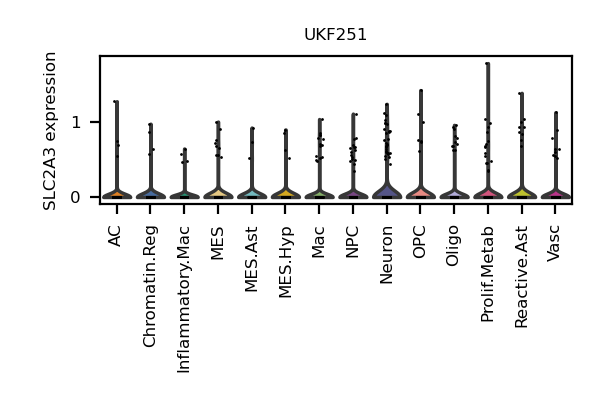 UKF251
SLC2A3 expression
1
0
AC
Chromatin.Reg
Inflammatory.Mac
MES
MES.Ast
MES.Hyp
Mac
NPC
Neuron
OPC
Oligo
Prolif.Metab
Reactive.Ast
Vasc